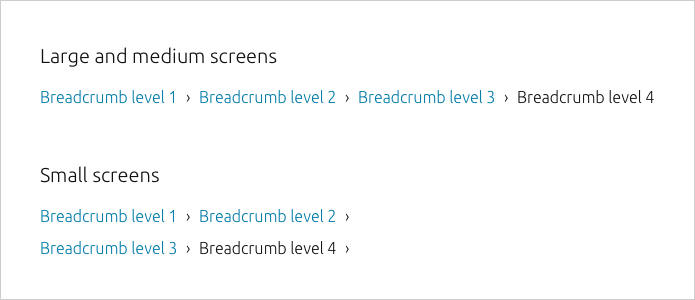 Large and medium screens
Breadcrumb level 1 › Breadcrumb level 2 › Breadcrumb level 3 › Breadcrumb level 4
Small screens
Breadcrumb level 1 › Breadcrumb level 2 ›
Breadcrumb level 3 › Breadcrumb level 4 ›